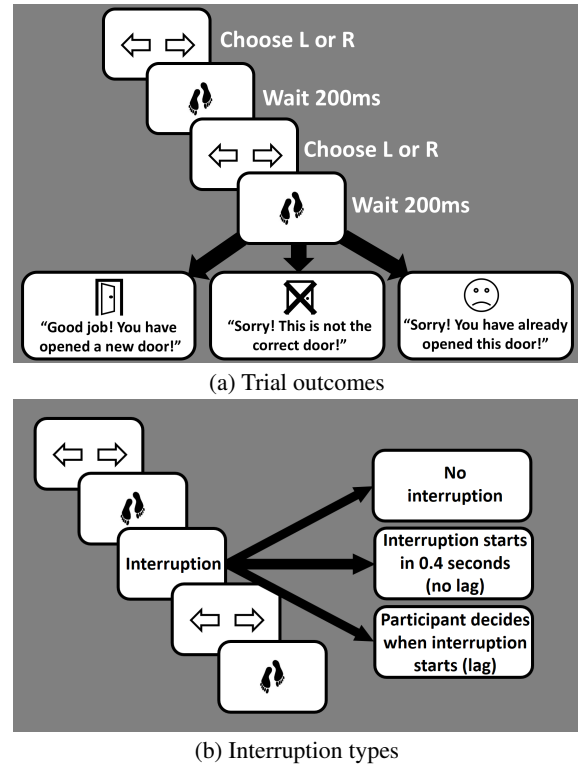 Choose L or R
Wait 200ms
Choose L or R
Wait 200ms
“Good job! You have
opened a new door!”
“Sorry! This is not the
correct door!”
“Sorry! You have already
opened this door!”
(a) Trial outcomes
Interruption
No
interruption
Interruption starts
in 0.4 seconds
(no lag)
Participant decides
when interruption
starts (lag)
(b) Interruption types